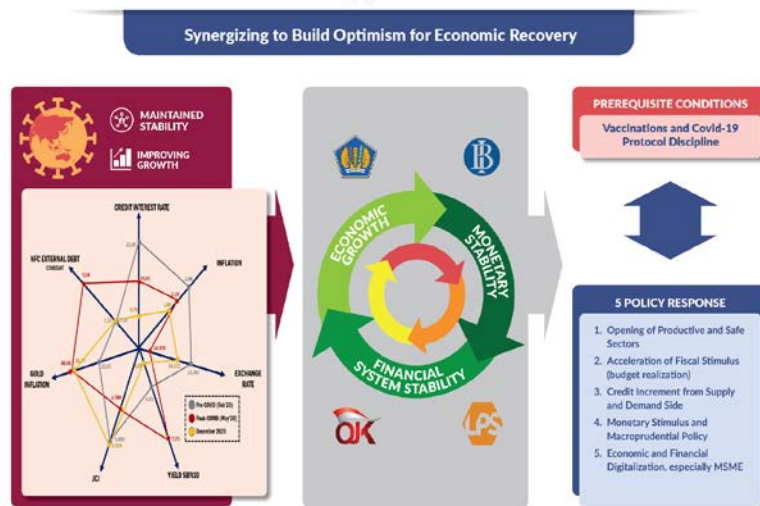 Synergizing to Build Optimism for Economic Recovery
MAINTAINED
STABILITY
IMPROVING
GROWTH
CREDIT INTEREST RATE
NFC EXTERNAL DEBT
INFLATION
GOLD
INFLATION
EXCHANGE
RATE
Pre-COVID (Feb'20)
Peak-COVID (May'20)
December 2020
JCI
YIELD SBN10
ECONOMIC
GROWTH
MONETARY
STABILITY
FINANCIAL
SYSTEM STABILITY
OJK
LPS
PREREQUISITE CONDITIONS
Vaccinations and Covid-19
Protocol Discipline
5 POLICY RESPONSE
1. Opening of Productive and Safe
Sectors
2. Acceleration of Fiscal Stimulus
(budget realization)
3. Credit Increment from Supply
and Demand Side
4. Monetary Stimulus and
Macroprudential Policy
5. Economic and Financial
Digitalization, especially MSME